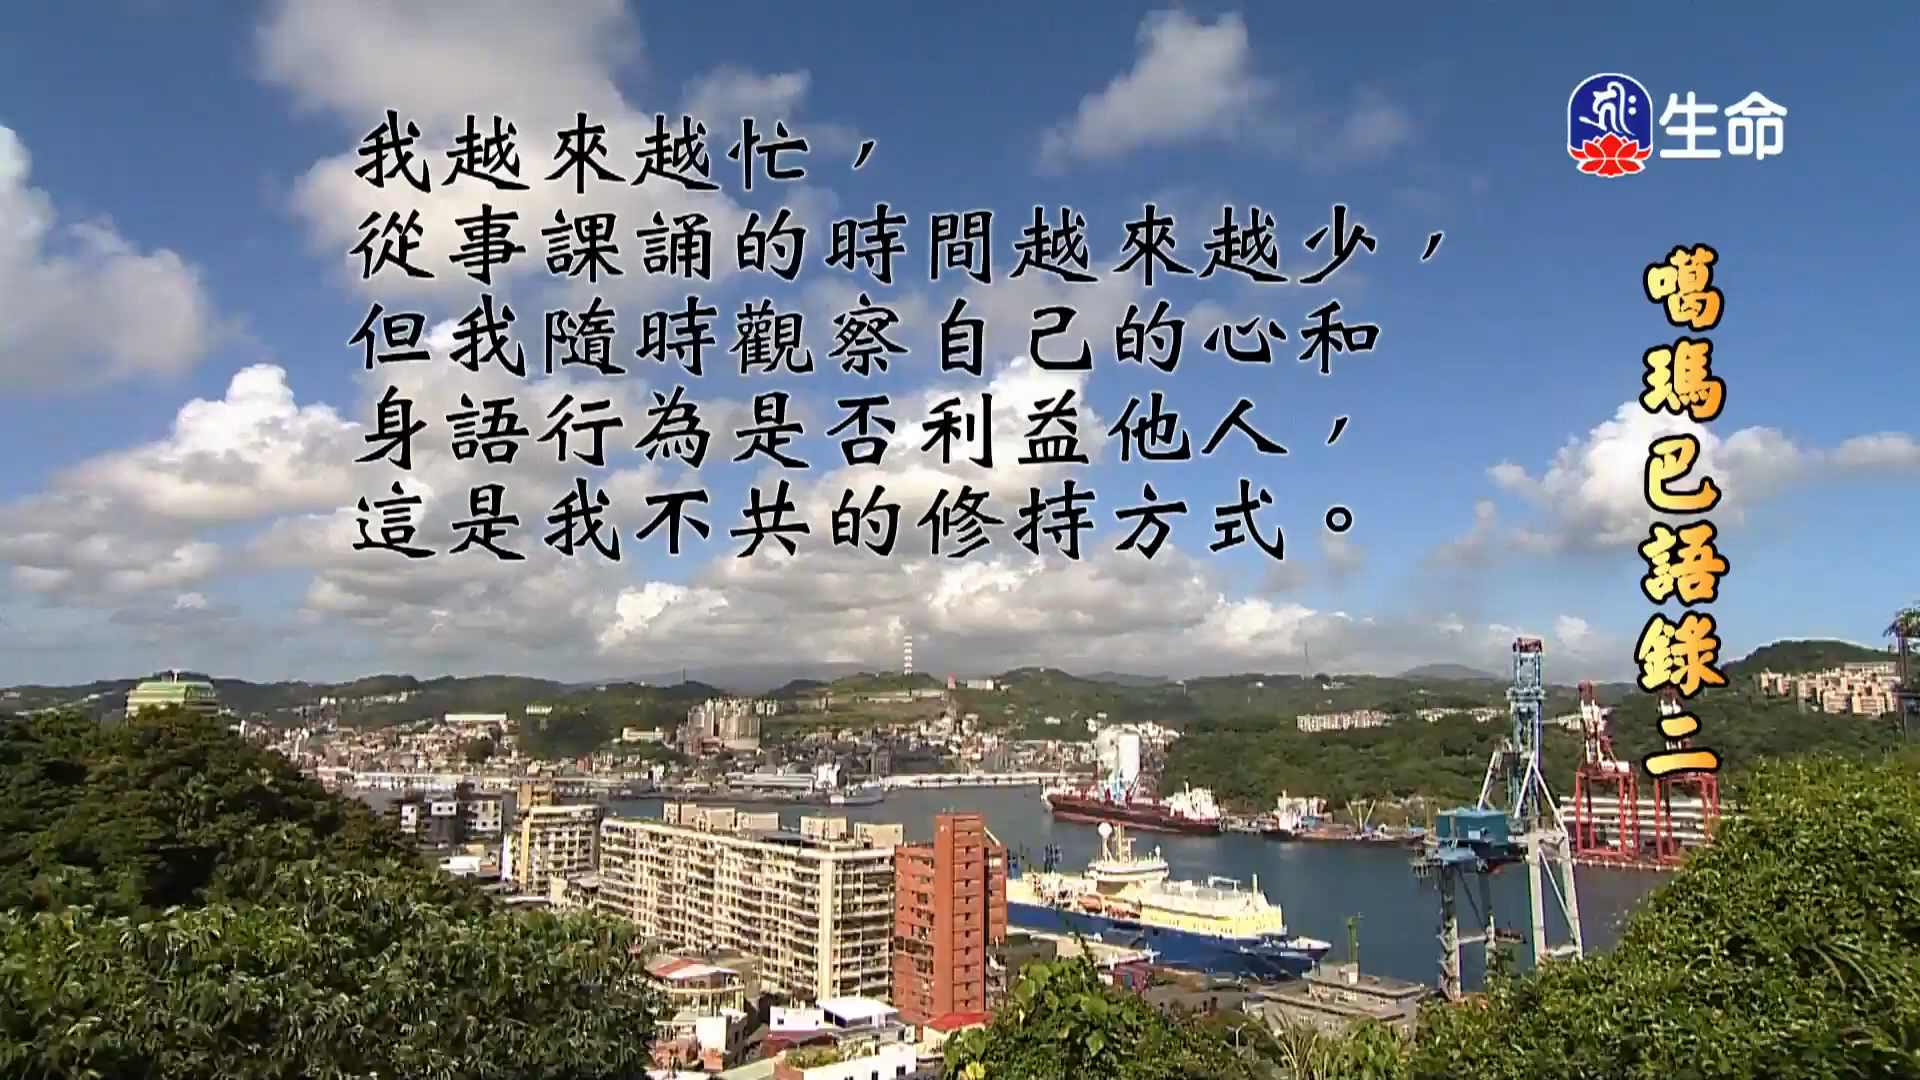 我越來越忙，
從事課誦的時間越來越少，
但我隨時觀察自己的心和
身語行為是否利益他人，
這是我不共的修持方式。
生命
噶瑪巴語錄二